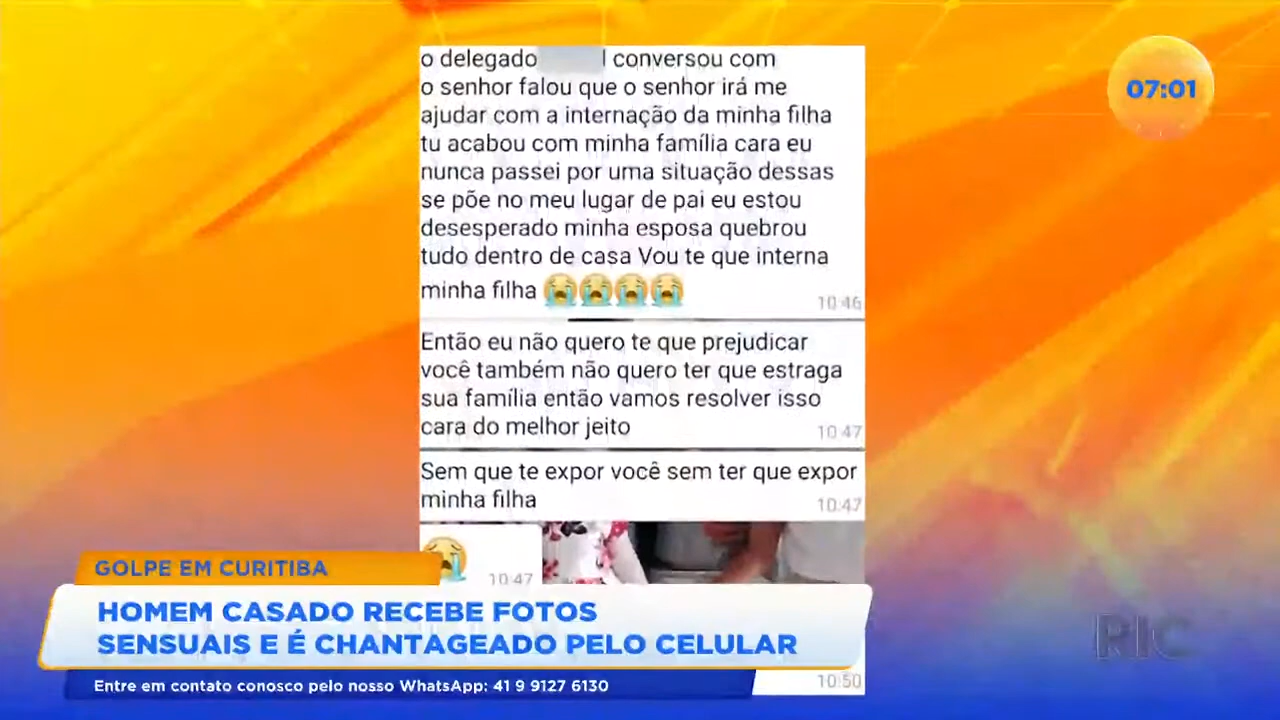 o delegado l conversou com
o senhor falou que o senhor irá me
ajudar com a internação da minha filha
tu acabou com minha família cara eu
nunca passei por uma situação dessas
se põe no meu lugar de pai eu estou
desesperado minha esposa quebrou
tudo dentro de casa Vou te que interna
minha filha 😭😭😭😭
10:46
Então eu não quero te que prejudicar
você também não quero ter que estraga
sua família então vamos resolver isso
cara do melhor jeito
10:47
Sem que te expor você sem ter que expor
minha filha
10:47
😭
10:47
10:50
07:01
GOLPE EM CURITIBA
HOMEM CASADO RECEBE FOTOS
SENSUAIS E É CHANTAGEADO PELO CELULAR
Entre em contato conosco pelo nosso WhatsApp: 41 9 9127 6130
RIC